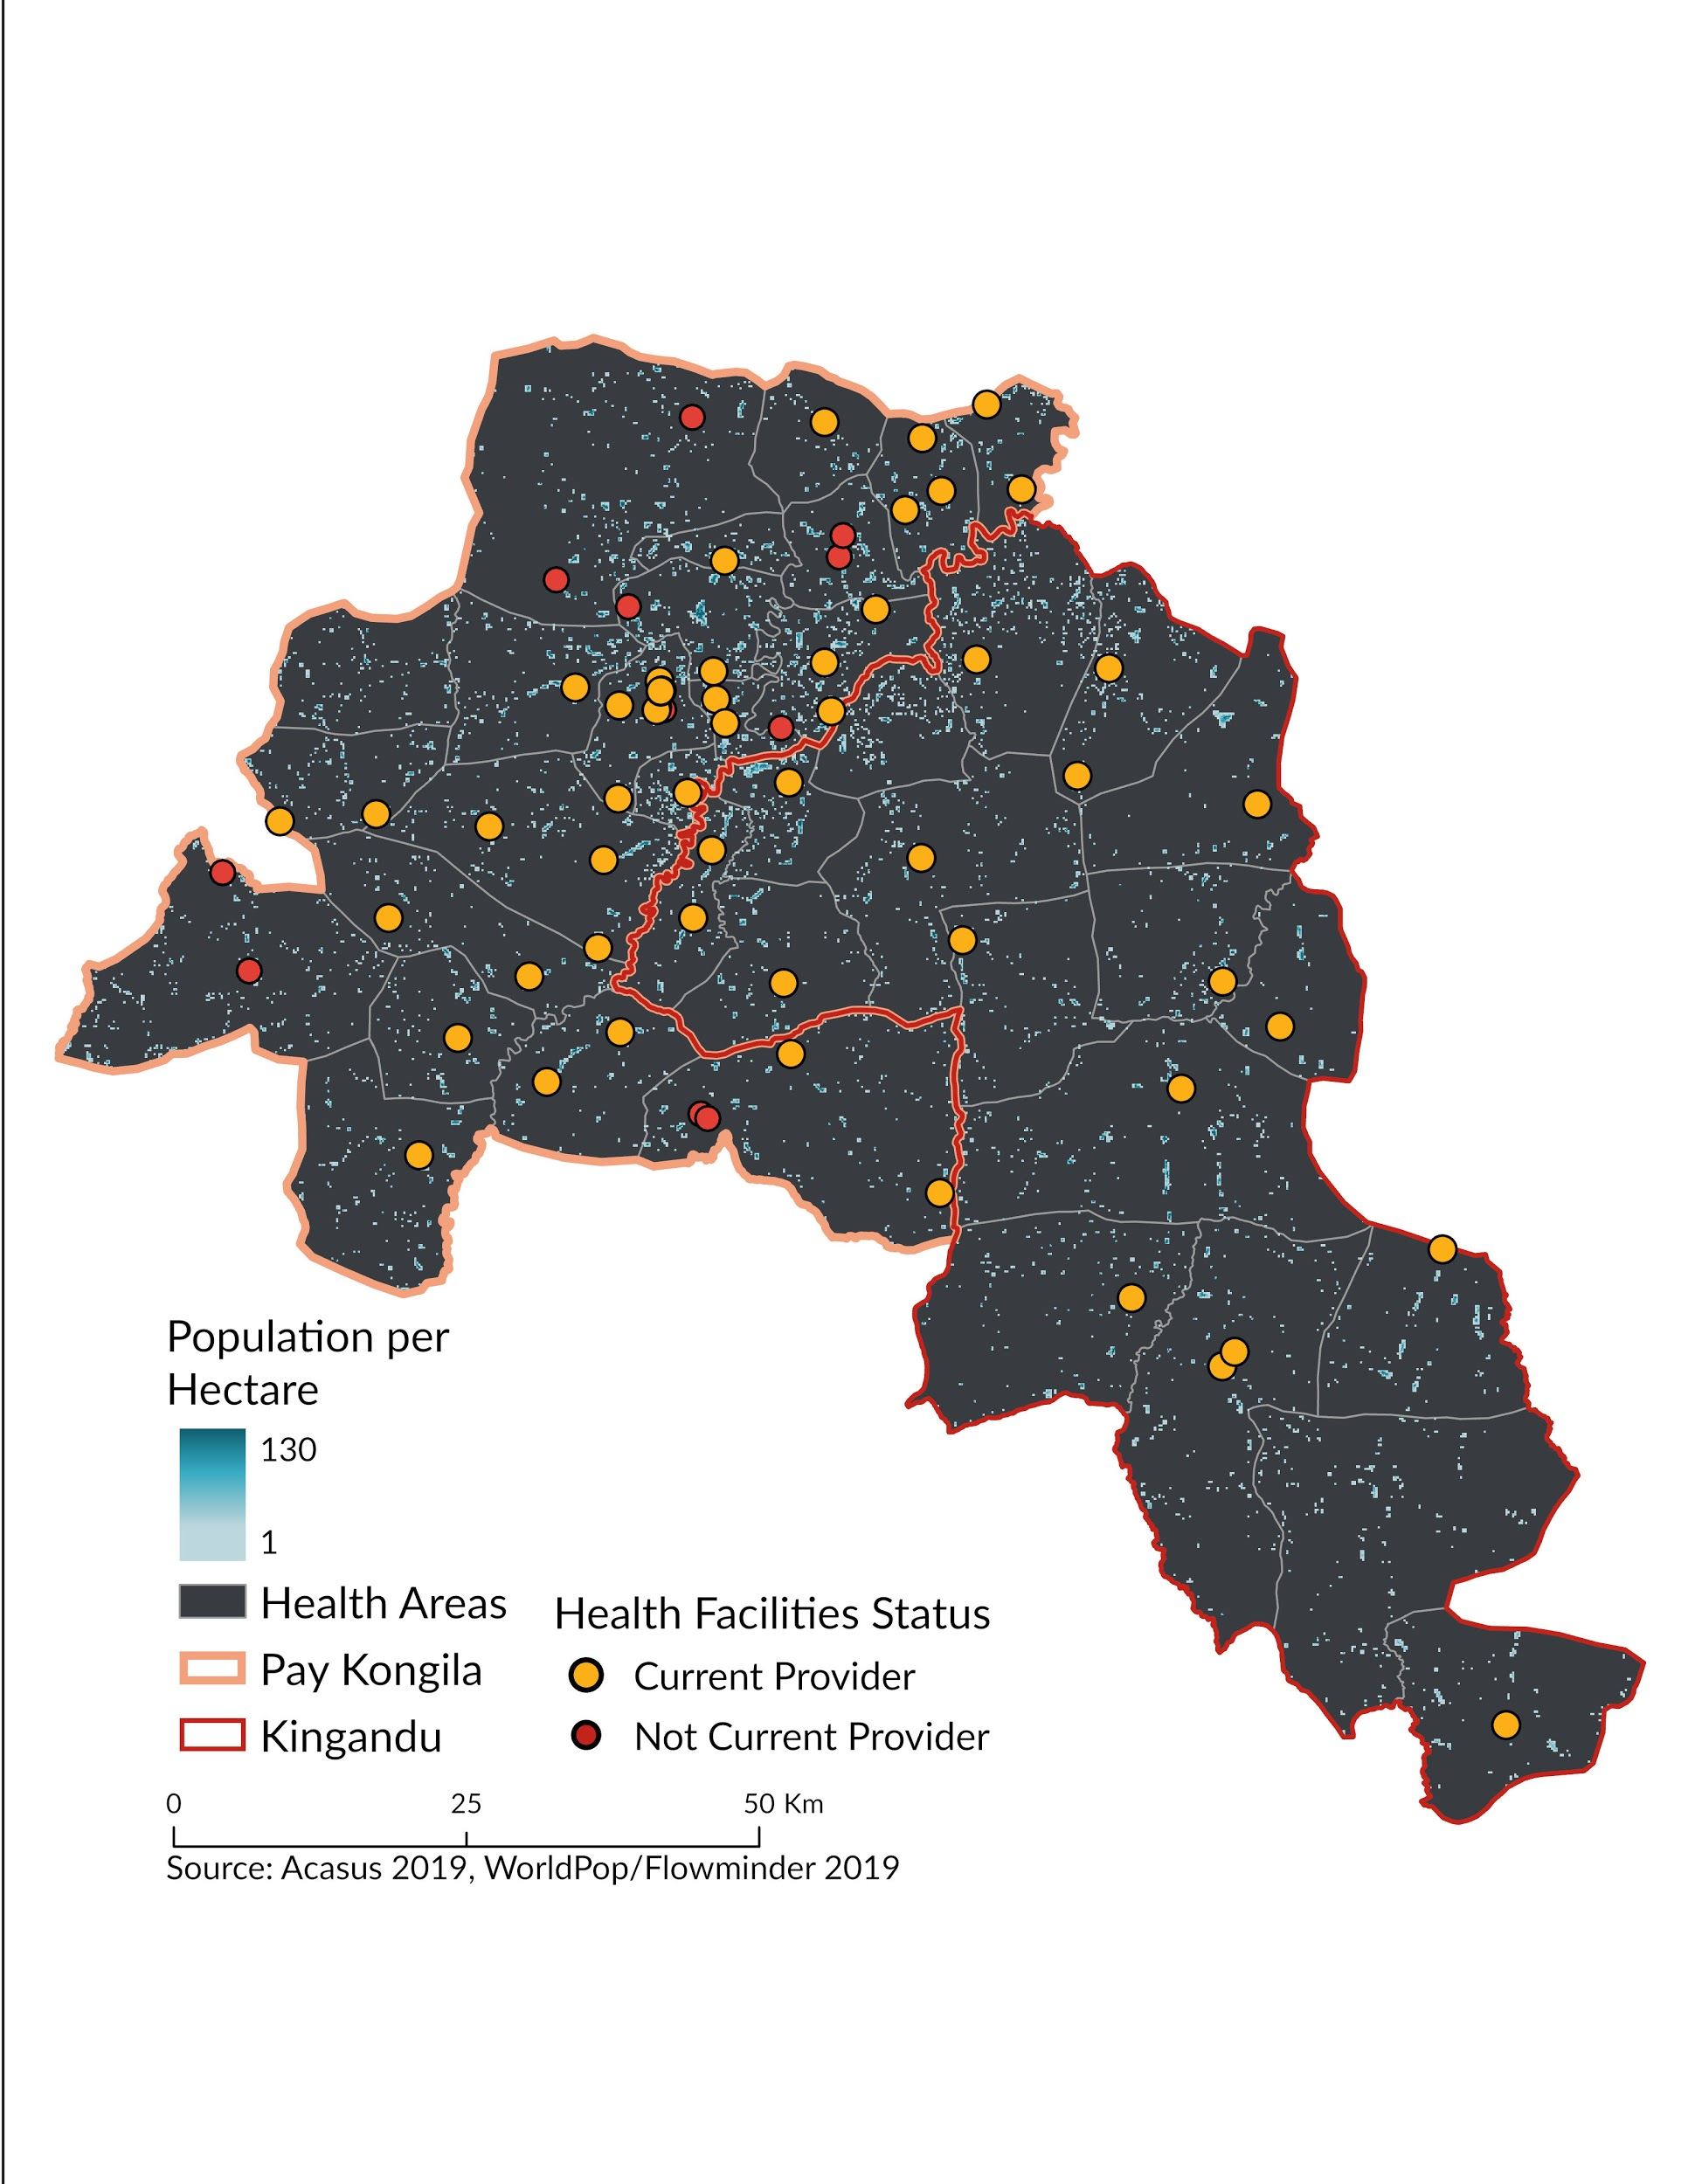 Population per
Hectare
130
1
Health Areas
Pay Kongila
Kingandu
Health Facilities Status
Current Provider
Not Current Provider
0 25 50 Km
Source: Acasus 2019, WorldPop/Flowminder 2019